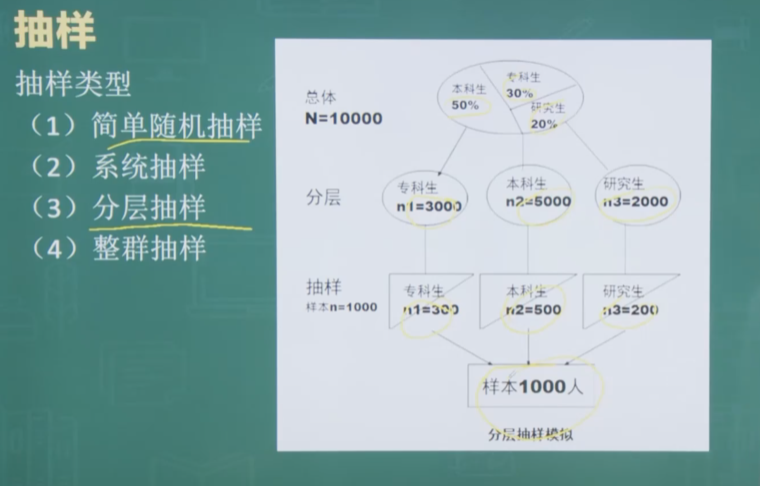 抽样
抽样类型
（1）简单随机抽样
（2）系统抽样
（3）分层抽样
（4）整群抽样
总体
N=10000
本科生
50%
专科生
30%
研究生
20%
分层
专科生
n1=3000
本科生
n2=5000
研究生
n3=2000
抽样
样本n=1000
专科生
n1=300
本科生
n2=500
研究生
n3=200
样本1000人
分层抽样模拟